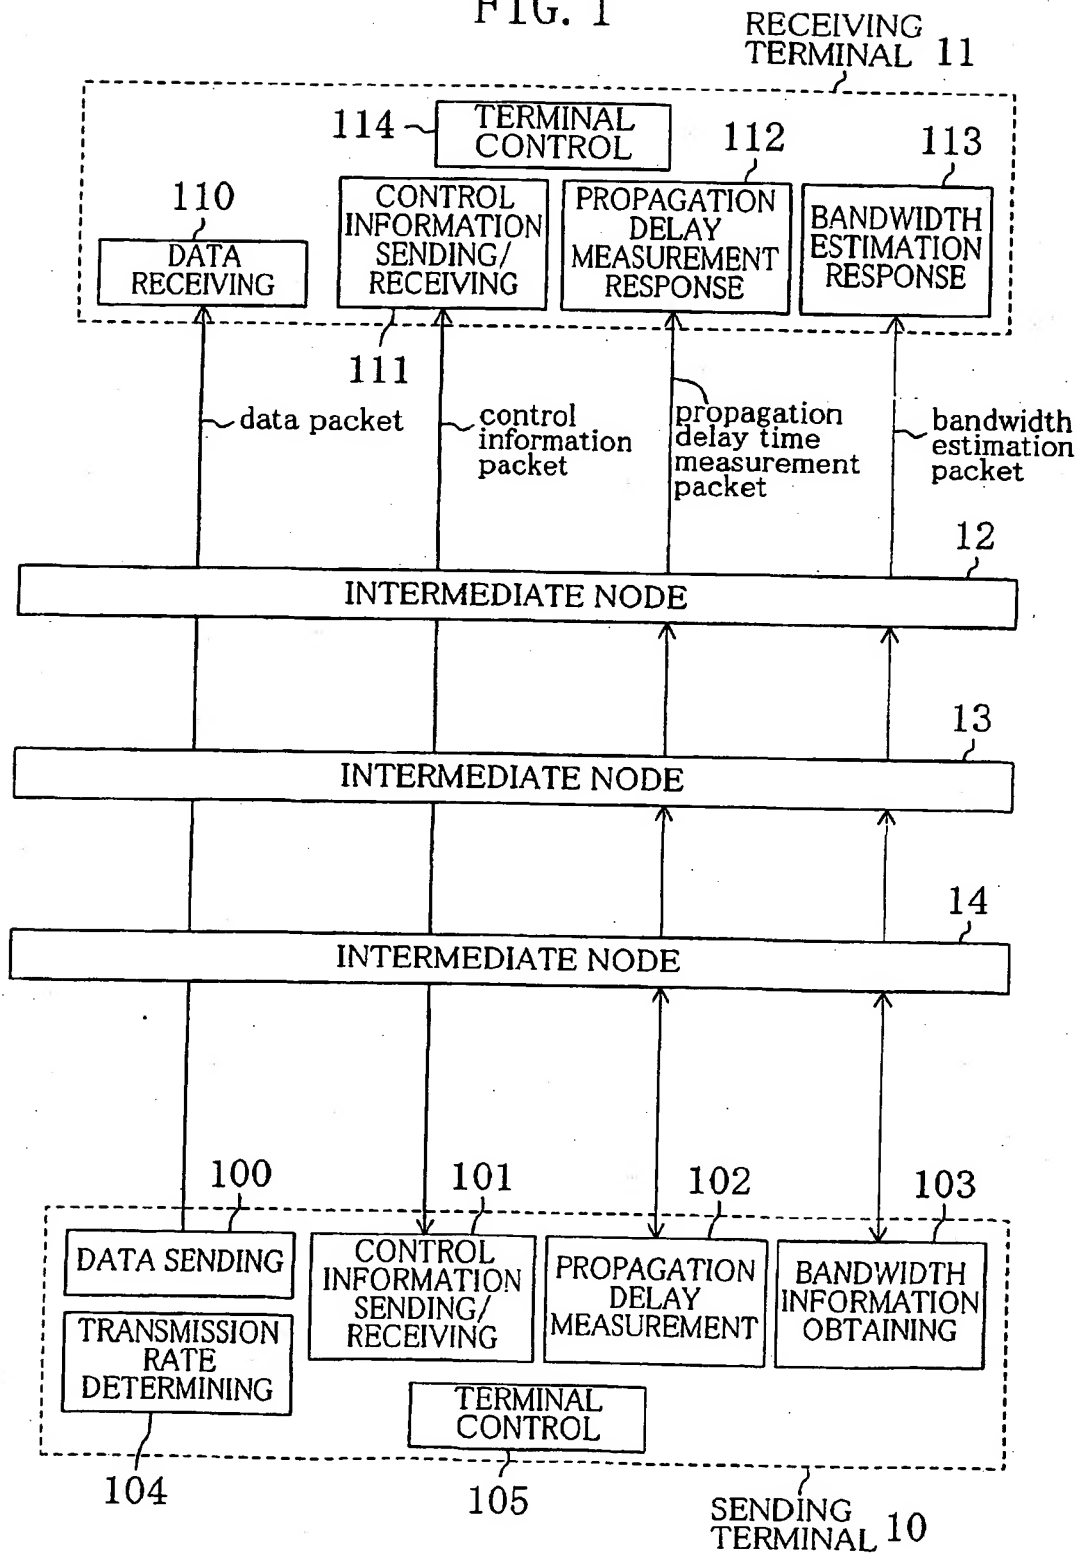 FIG. 1
RECEIVING
TERMINAL 11
114
TERMINAL
CONTROL
112
113
110
DATA
RECEIVING
CONTROL
INFORMATION
SENDING/
RECEIVING
PROPAGATION
DELAY
MEASUREMENT
RESPONSE
BANDWIDTH
ESTIMATION
RESPONSE
111
data packet
control
information
packet
propagation
delay time
measurement
packet
bandwidth
estimation
packet
12
INTERMEDIATE NODE
13
INTERMEDIATE NODE
14
INTERMEDIATE NODE
100
101
102
103
DATA SENDING
TRANSMISSION
RATE
DETERMINING
CONTROL
INFORMATION
SENDING/
RECEIVING
PROPAGATION
DELAY
MEASUREMENT
BANDWIDTH
INFORMATION
OBTAINING
TERMINAL
CONTROL
104
105
SENDING
TERMINAL 10